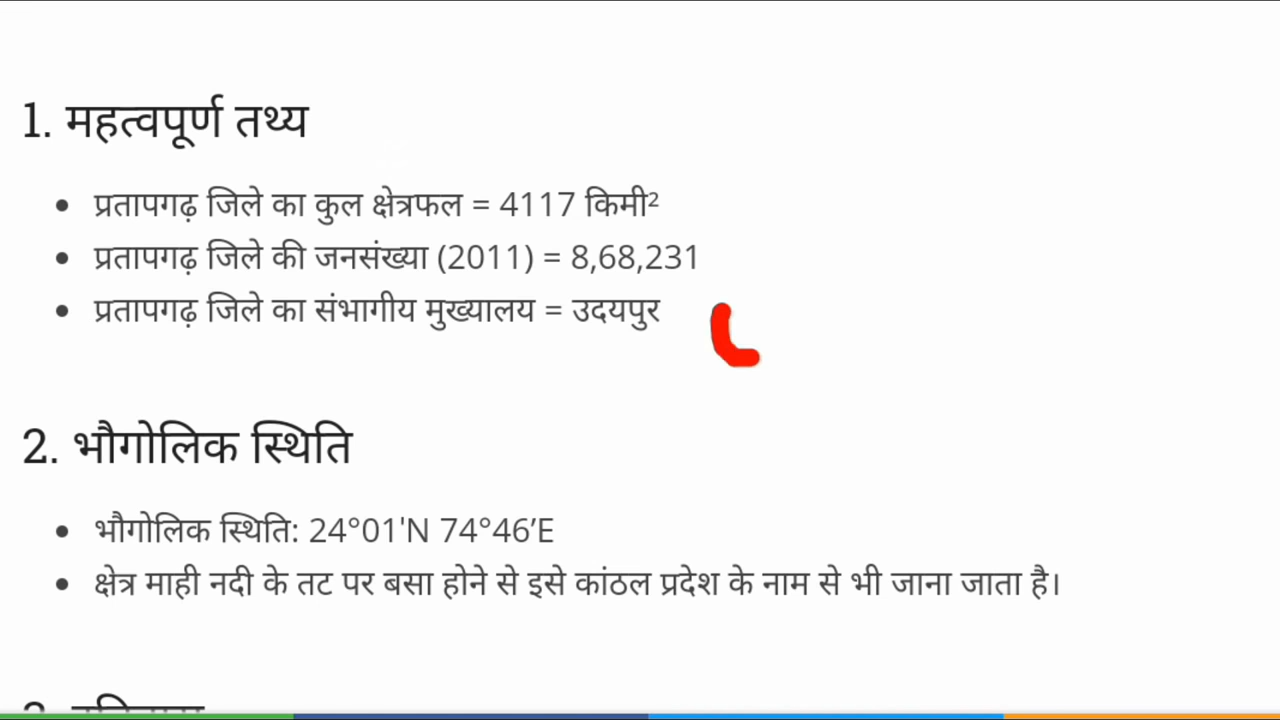 1. महत्वपूर्ण तथ्य
प्रतापगढ़ जिले का कुल क्षेत्रफल = 4117 किमी²
प्रतापगढ़ जिले की जनसंख्या (2011) = 8,68,231
प्रतापगढ़ जिले का संभागीय मुख्यालय = उदयपुर
2. भौगोलिक स्थिति
भौगोलिक स्थिति: 24°01'N 74°46’E
क्षेत्र माही नदी के तट पर बसा होने से इसे कांठल प्रदेश के नाम से भी जाना जाता है।